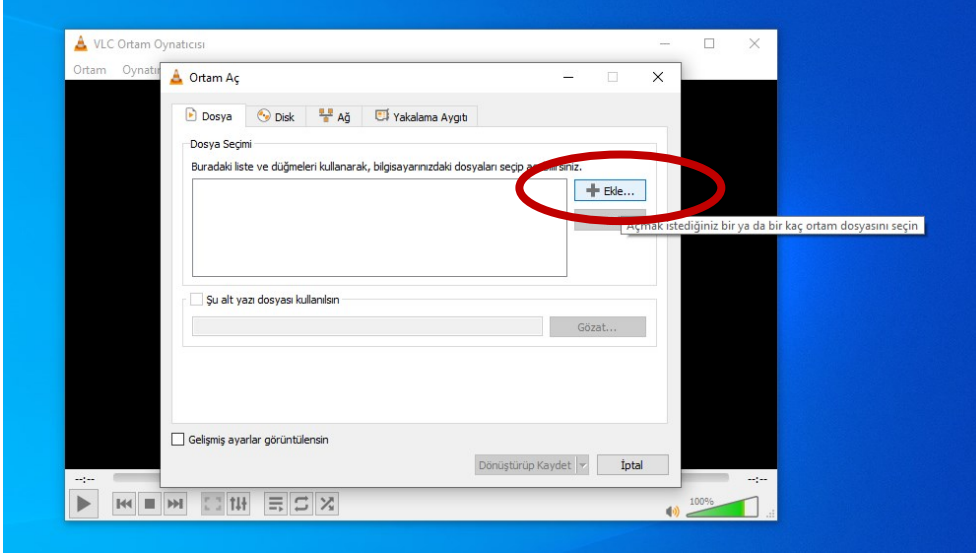 VLC Ortam Oynatıcısı
Ortam Oynatı
Ortam Aç
Dosya Disk Ağ Yakalama Aygıtı
Dosya Seçimi
Buradaki liste ve düğmeleri kullanarak, bilgisayarınızdaki dosyaları seçip
Ekle...
Açmak istediğiniz bir ya da bir kaç ortam dosyasını seçin
Şu alt yazı dosyası kullanılsın
Gözat...
Gelişmiş ayarlar görüntülensin
Dönüştürüp Kaydet İptal
--:-- --:--
100%